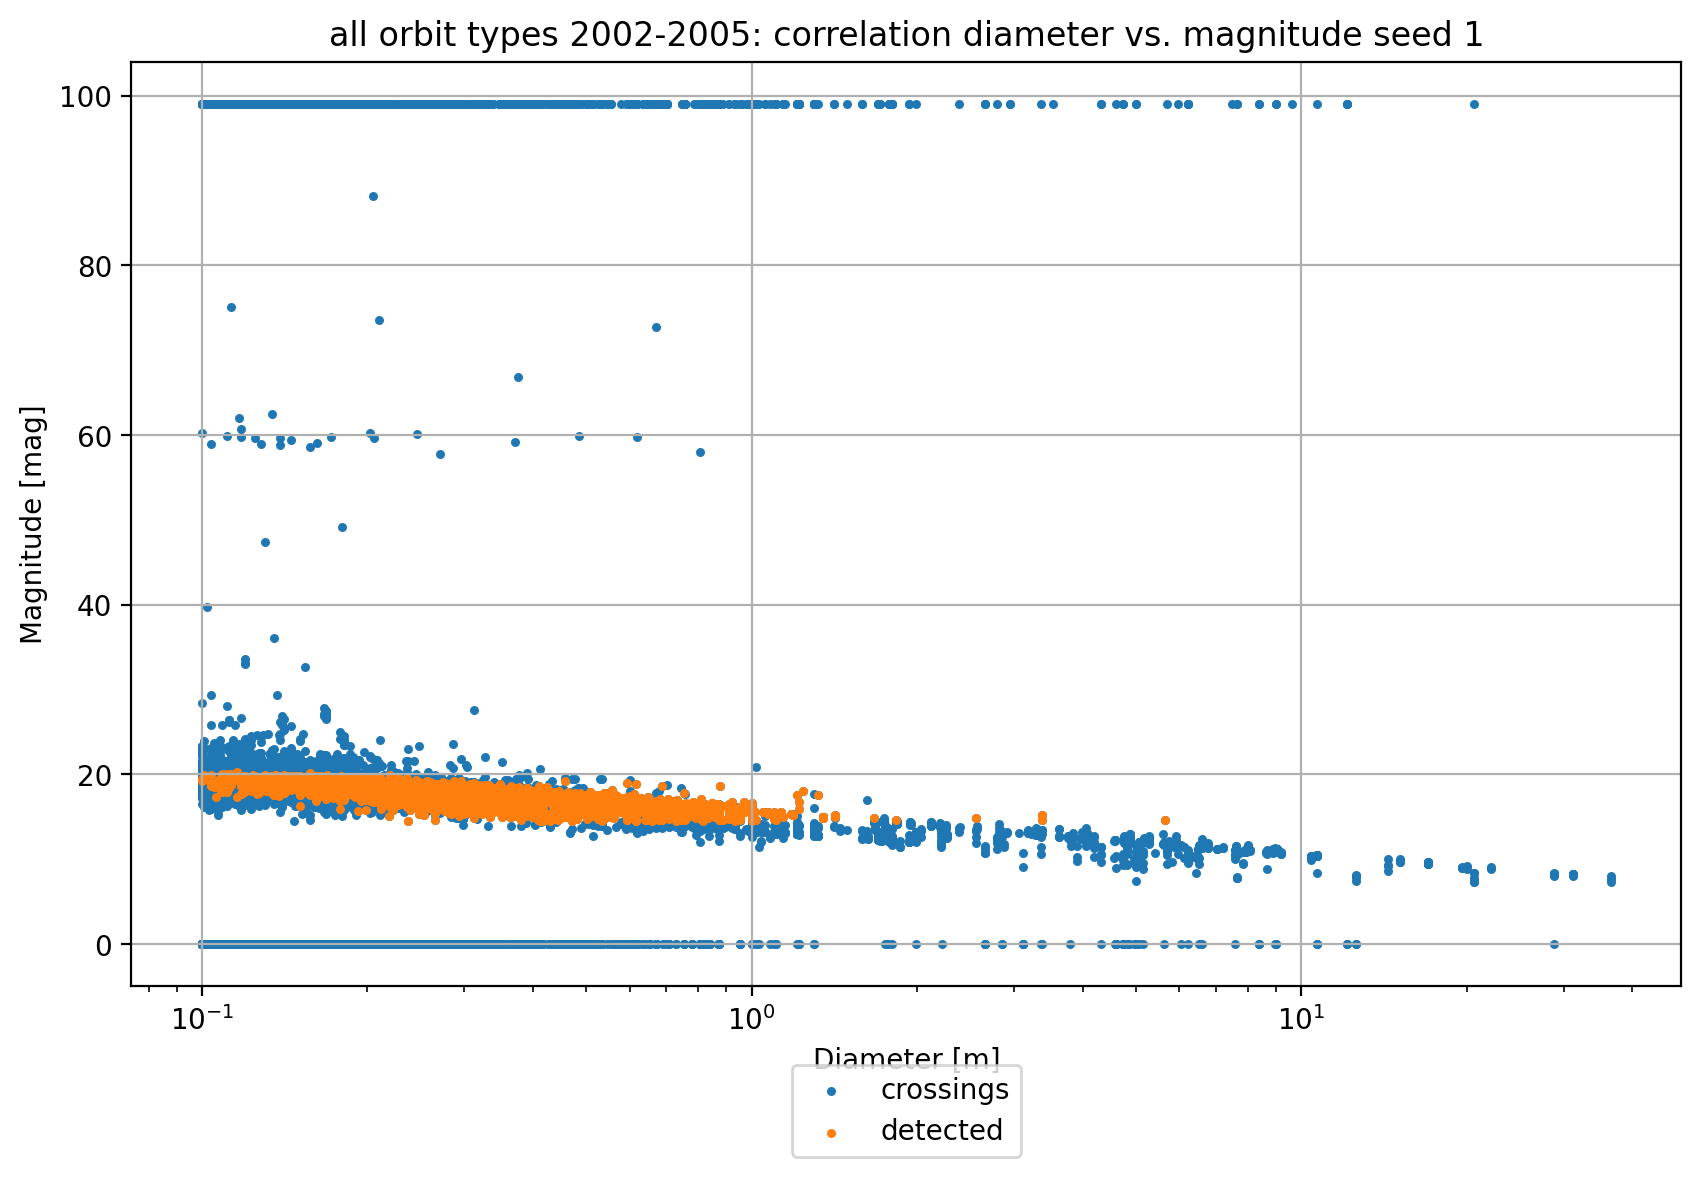 all orbit types 2002-2005: correlation diameter vs. magnitude seed 1
Magnitude [mag]
100
80
60
40
20
0
10⁻¹
10⁰
10¹
Diameter [m]
crossings
detected